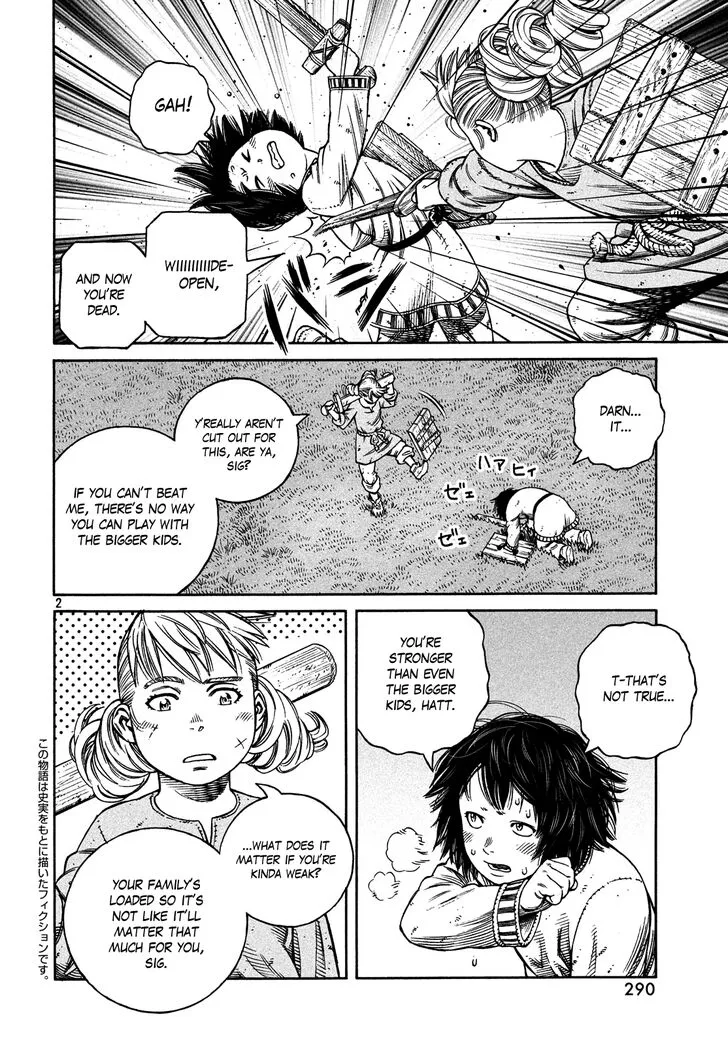 GAH!
WIIIIIIIIIDE-
OPEN,
AND NOW
YOU'RE
DEAD.
DARN...
IT...
Y'REALLY AREN'T
CUT OUT FOR
THIS, ARE YA,
SIG?
IF YOU CAN'T BEAT
ME, THERE'S NO WAY
YOU CAN PLAY WITH
THE BIGGER KIDS.
ハァ ヒィ
ゼェ
ゼェ
2
T-THAT'S
NOT TRUE...
YOU'RE
STRONGER
THAN EVEN
THE BIGGER
KIDS, HATT.
...WHAT DOES IT
MATTER IF YOU'RE
KINDA WEAK?
YOUR FAMILY'S
LOADED SO IT'S
NOT LIKE IT'LL
MATTER THAT
MUCH FOR YOU,
SIG.
この物語は史実をもとに描いたフィクションです。
290